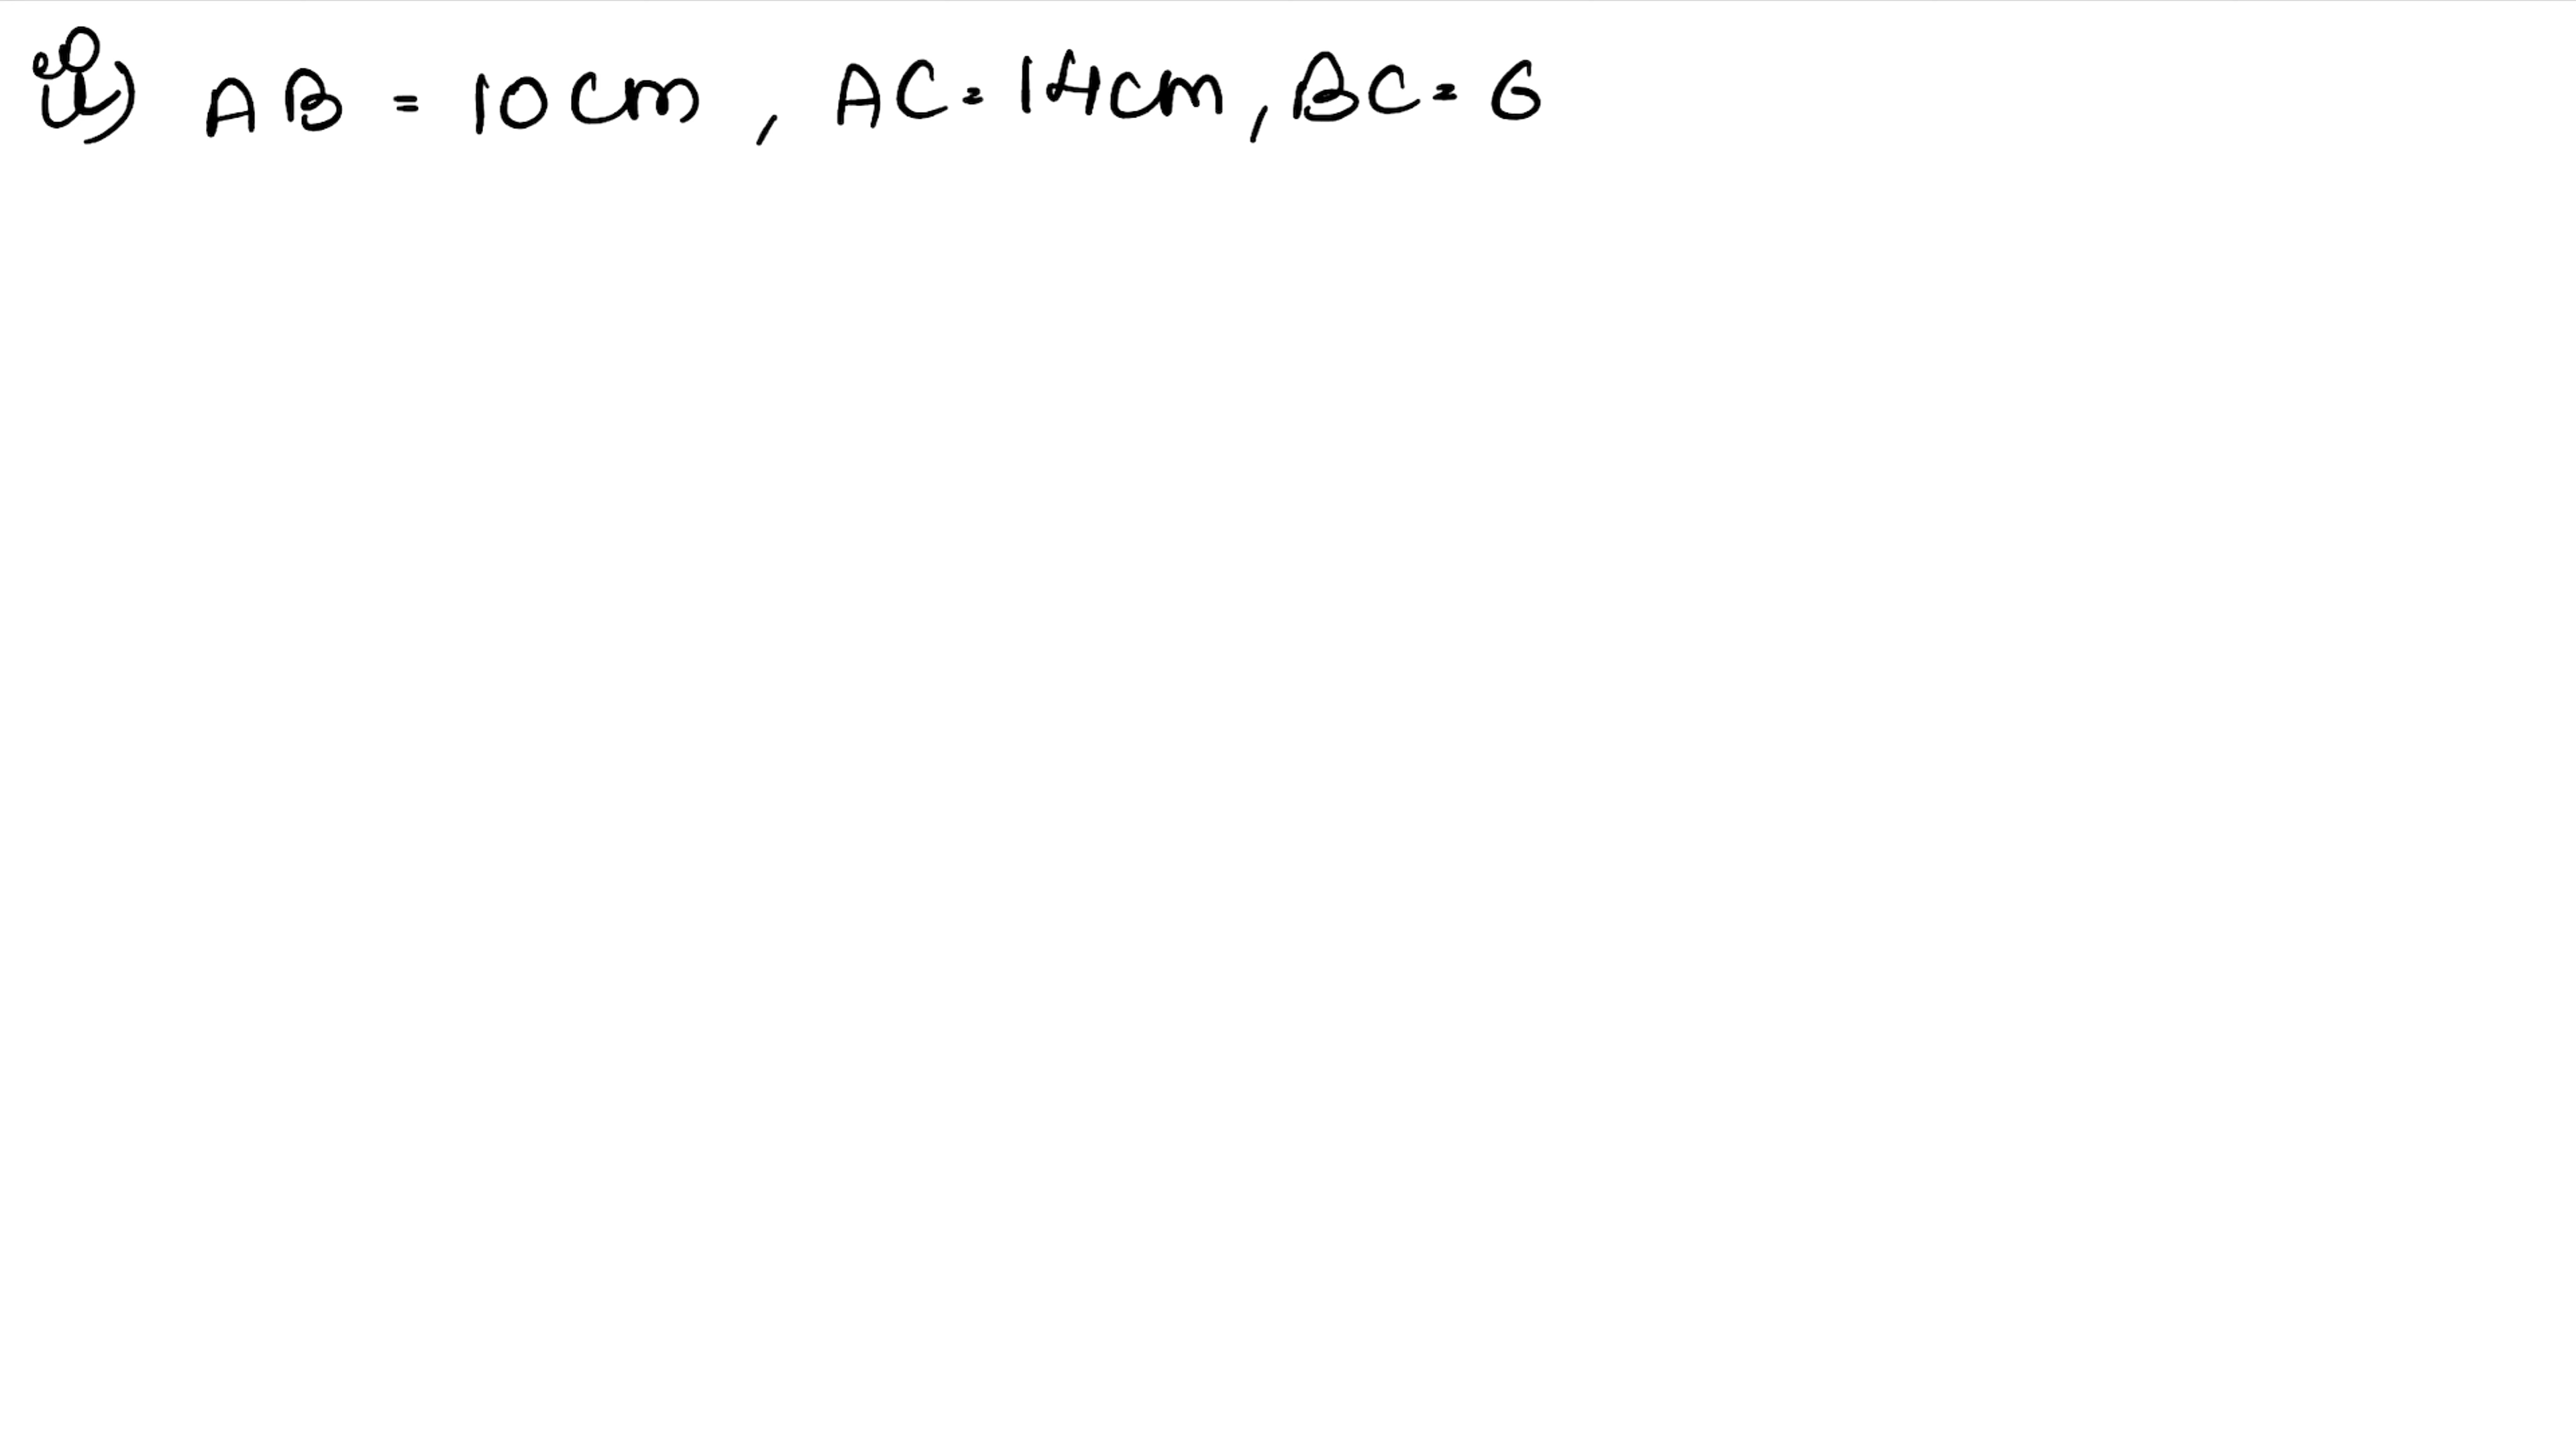 ii) AB = 10cm, AC = 14cm, BC = 6